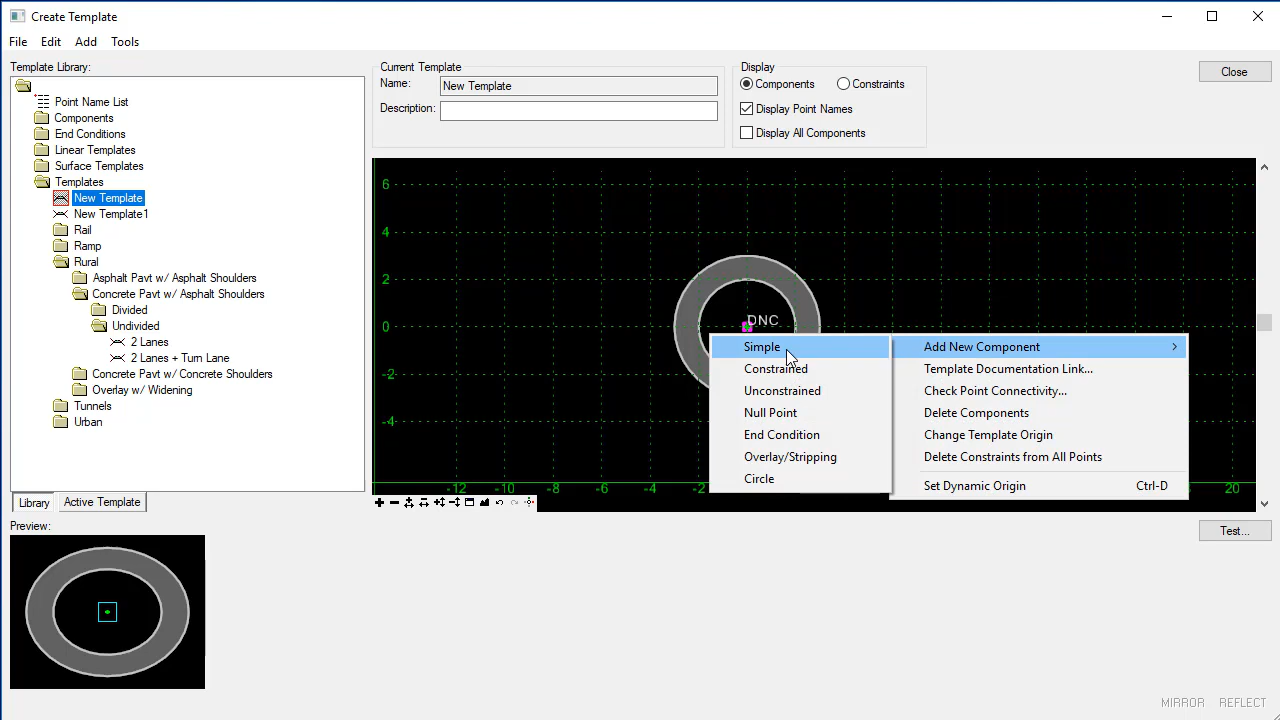 Create Template
File Edit Add Tools
Template Library:
Point Name List
Components
End Conditions
Linear Templates
Surface Templates
Templates
New Template
New Template1
Rail
Ramp
Rural
Asphalt Pavt w/ Asphalt Shoulders
Concrete Pavt w/ Asphalt Shoulders
Divided
Undivided
2 Lanes
2 Lanes + Turn Lane
Concrete Pavt w/ Concrete Shoulders
Overlay w/ Widening
Tunnels
Urban
Library Active Template
Preview:
Current Template
Name: New Template
Description:
Display
Components Constraints
Display Point Names
Display All Components
Close
6
4
2
0
-2
-4
-12 -10 -8 -6 -4 20
DNC
Simple
Constrained
Unconstrained
Null Point
End Condition
Overlay/Stripping
Circle
Add New Component
Template Documentation Link...
Check Point Connectivity...
Delete Components
Change Template Origin
Delete Constraints from All Points
Set Dynamic Origin Ctrl-D
Test...
MIRROR REFLECT